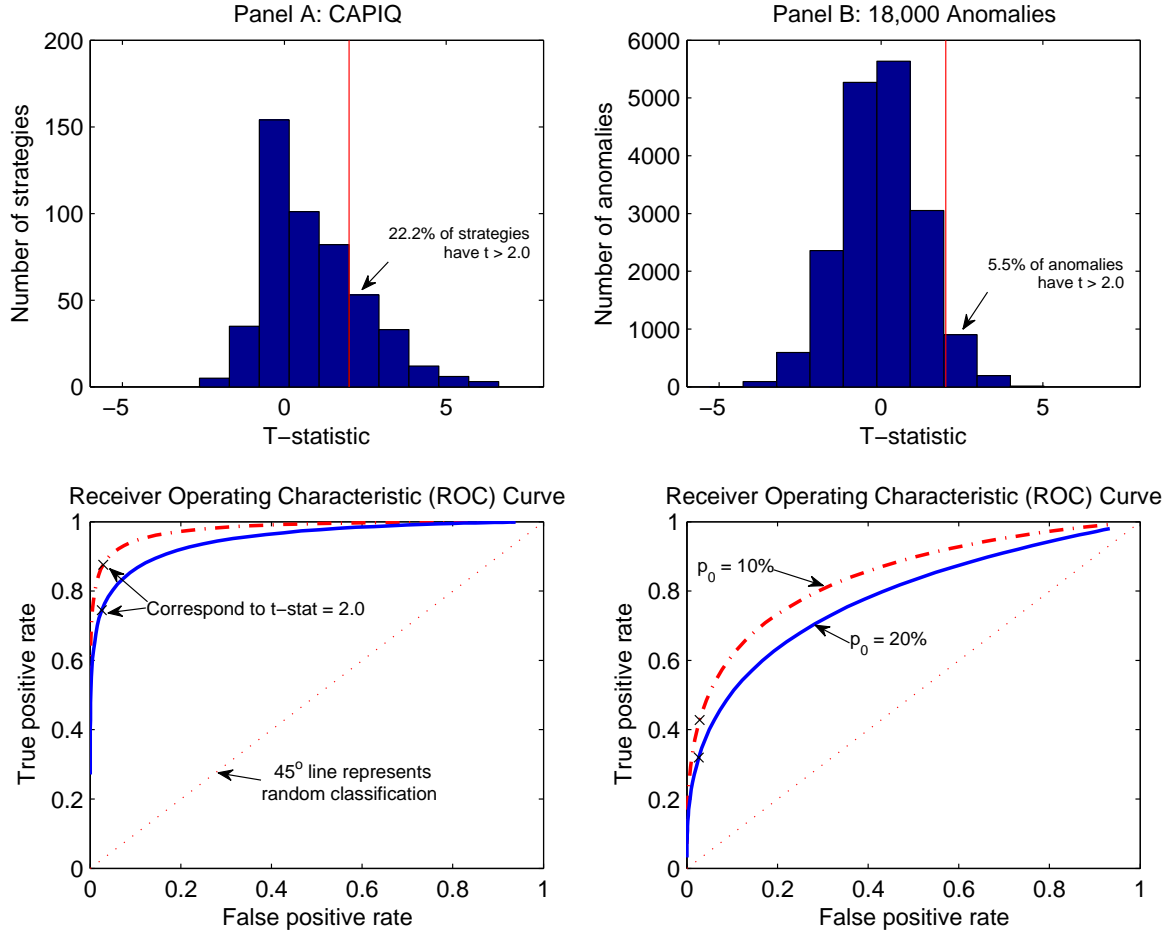 Panel A: CAPIQ
200
150
100
50
0
Number of strategies
22.2% of strategies
have t > 2.0
−5
0
5
T−statistic
Panel B: 18,000 Anomalies
6000
5000
4000
3000
2000
1000
0
Number of anomalies
5.5% of anomalies
have t > 2.0
−5
0
5
T−statistic
Receiver Operating Characteristic (ROC) Curve
1
0.8
0.6
0.4
0.2
0
True positive rate
Correspond to t−stat = 2.0
45° line represents
random classification
0
0.2
0.4
0.6
0.8
1
False positive rate
Receiver Operating Characteristic (ROC) Curve
1
0.8
0.6
0.4
0.2
0
True positive rate
p_0 = 10%
p_0 = 20%
0
0.2
0.4
0.6
0.8
1
False positive rate